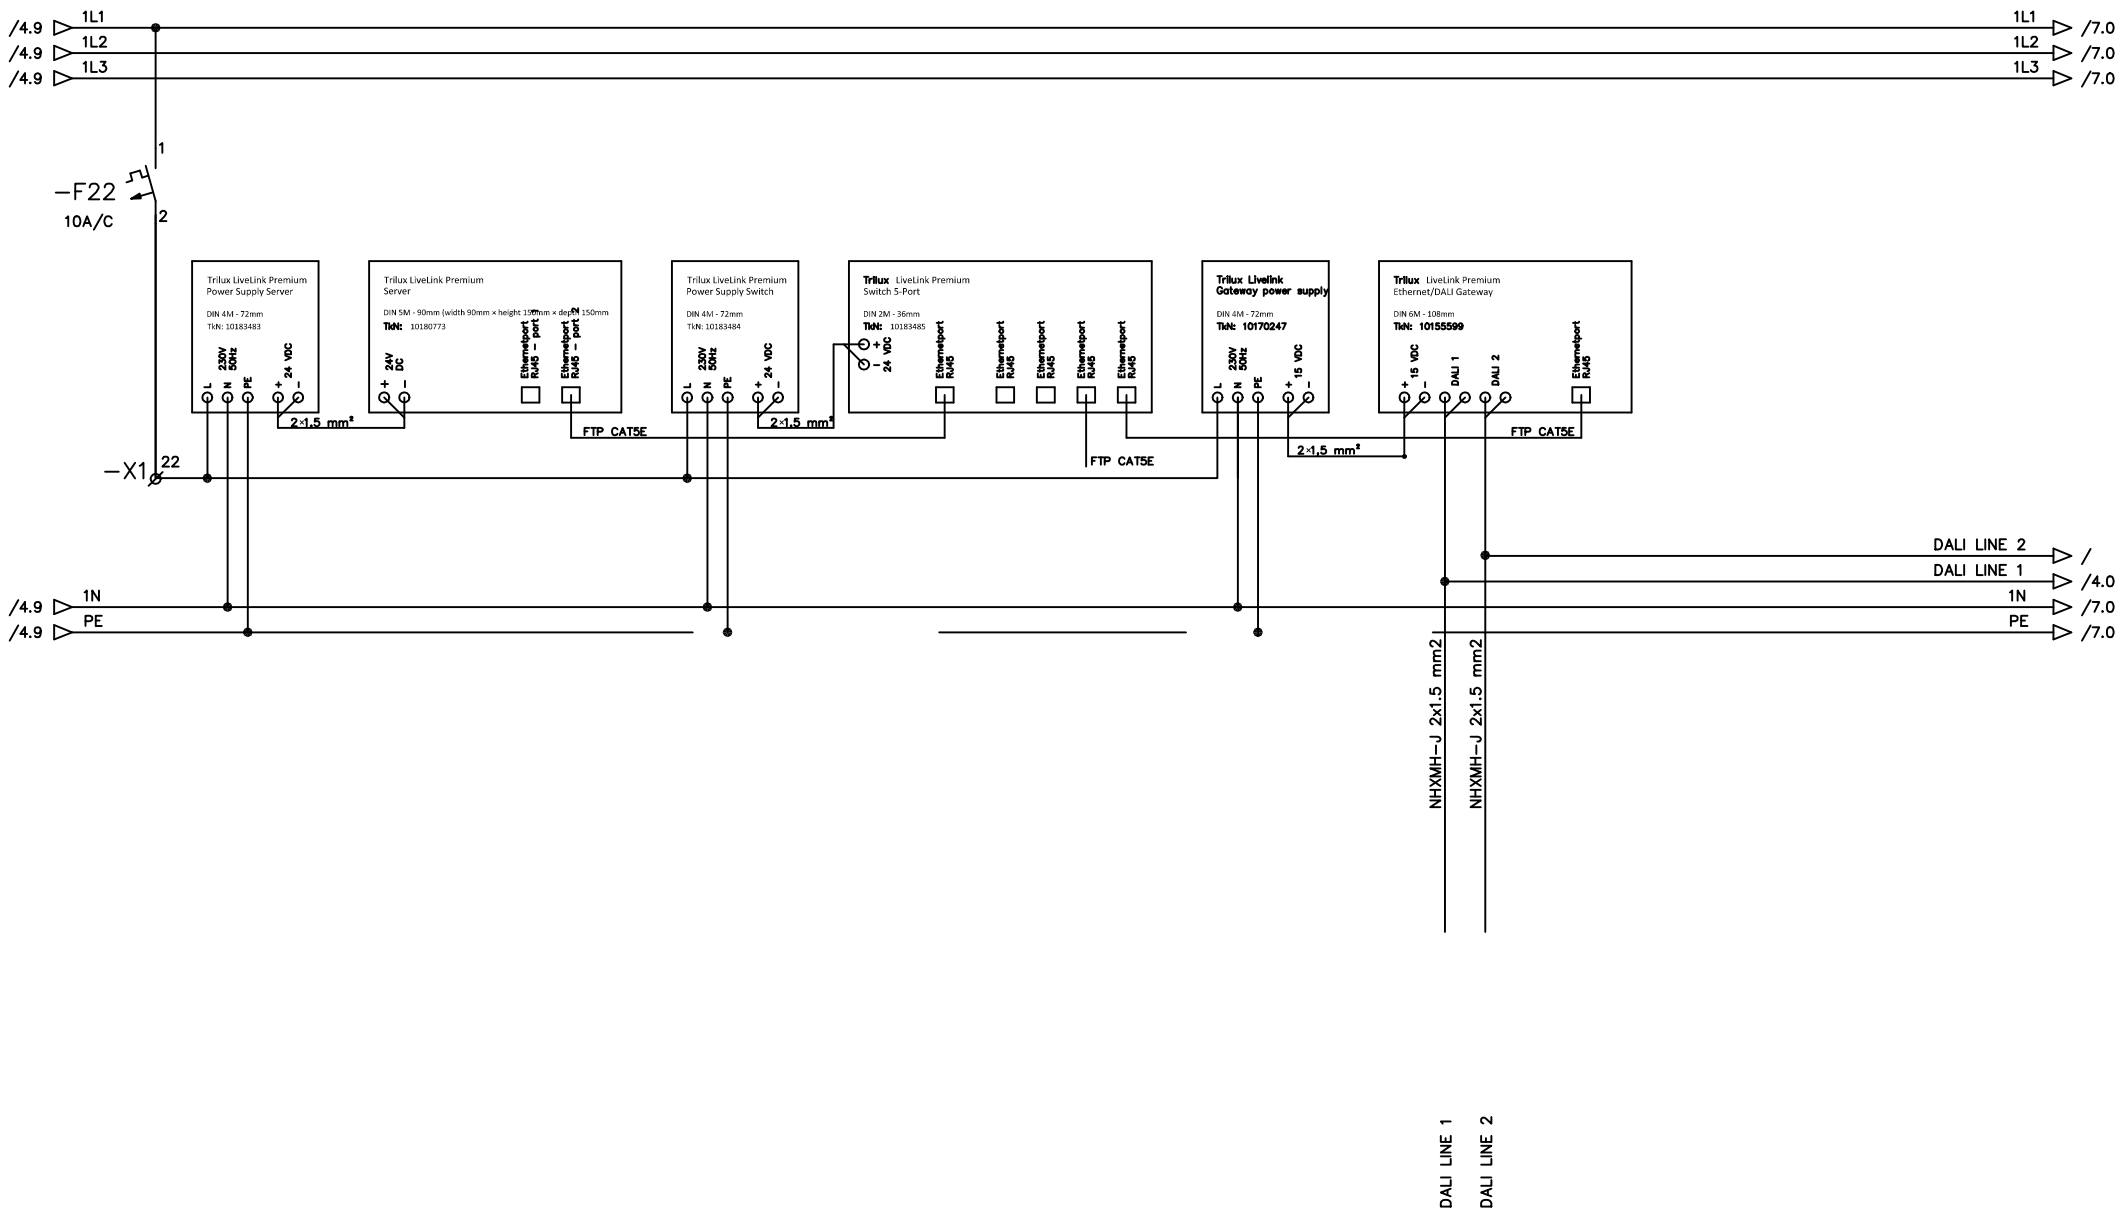 /4.9 1L1 1L1 /7.0
/4.9 1L2 1L2 /7.0
/4.9 1L3 1L3 /7.0
1
-F22
10A/C
2
Trilux LiveLink Premium
Power Supply Server
DIN 4M - 72mm
TkN: 10183483
L
N
230V
50Hz
PE
+
24 VDC
-
2×1.5 mm²
Trilux LiveLink Premium
Server
DIN 5M - 90mm (width 90mm × height 150mm × depth 150mm
TkN: 10180773
+
24V
DC
-
Ethernetport
RJ45 - port 1
Ethernetport
RJ45 - port 2
FTP CAT5E
Trilux LiveLink Premium
Power Supply Switch
DIN 4M - 72mm
TkN: 10183484
L
N
230V
50Hz
PE
+
24 VDC
-
2×1.5 mm²
Trilux LiveLink Premium
Switch 5-Port
DIN 2M - 36mm
TkN: 10183485
+
-
24 VDC
Ethernetport
RJ45
Ethernetport
RJ45
Ethernetport
RJ45
Ethernetport
RJ45
Ethernetport
RJ45
FTP CAT5E
Trilux Livelink
Gateway power supply
DIN 4M - 72mm
TkN: 10170247
L
N
230V
50Hz
PE
+
15 VDC
-
2×1,5 mm²
Trilux LiveLink Premium
Ethernet/DALI Gateway
DIN 6M - 108mm
TkN: 10155599
+
15 VDC
-
DALI 1
DALI 2
Ethernetport
RJ45
FTP CAT5E
-X1 22
DALI LINE 2 /
DALI LINE 1 /4.0
/4.9 1N 1N /7.0
/4.9 PE PE /7.0
NHXMH-J 2x1.5 mm2
NHXMH-J 2x1.5 mm2
DALI LINE 1
DALI LINE 2